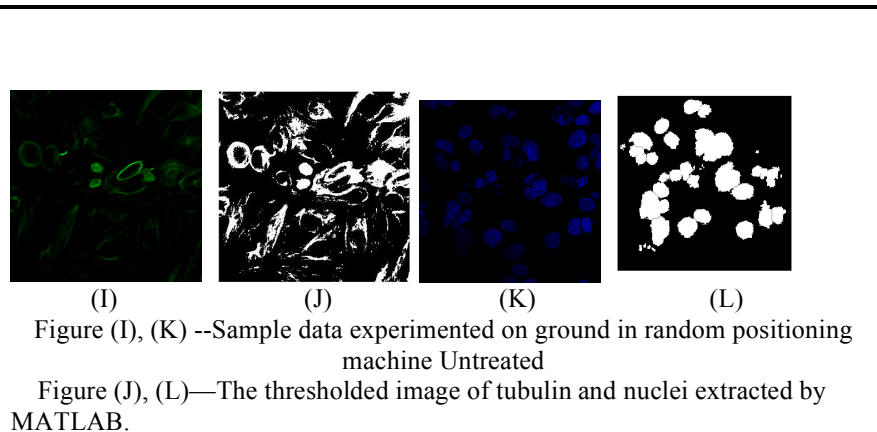 (I) (J) (K) (L)
Figure (I), (K) --Sample data experimented on ground in random positioning
machine Untreated
Figure (J), (L)—The thresholded image of tubulin and nuclei extracted by
MATLAB.